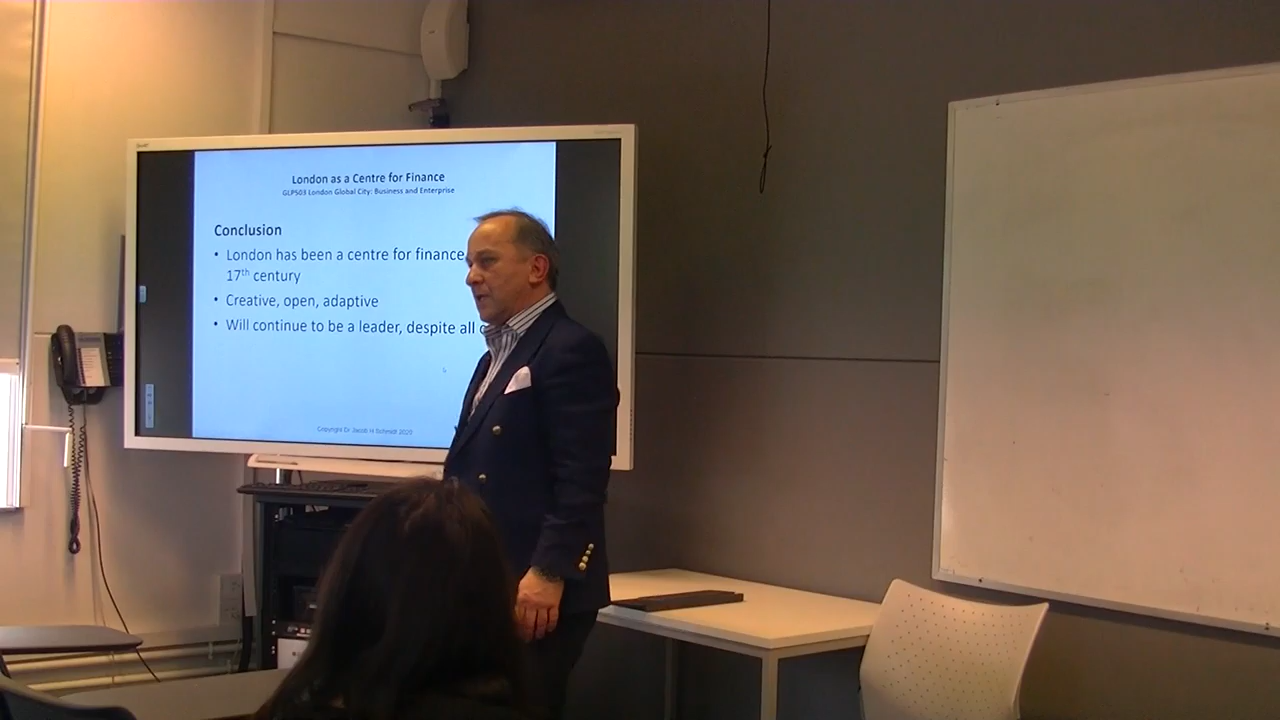 London as a Centre for Finance
GLP503 London Global City: Business and Enterprise
Conclusion
• London has been a centre for finance
17th century
• Creative, open, adaptive
• Will continue to be a leader, despite all
Copyright Dr Jacob H Schmidt 2020